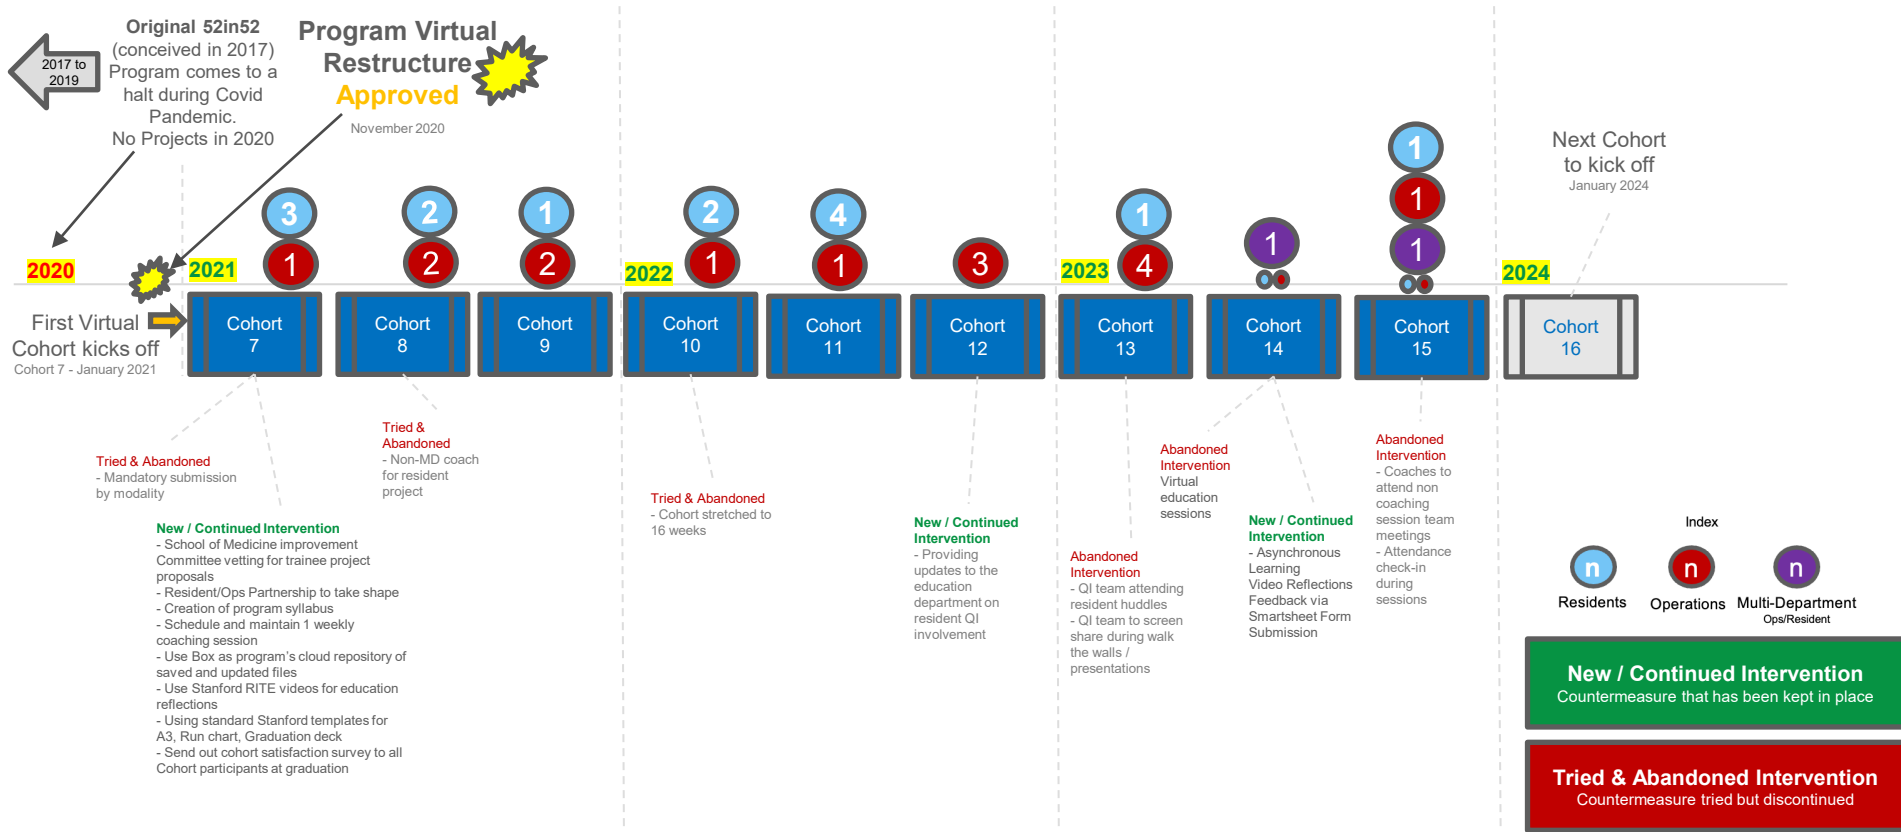 2017 to
2019
Original 52in52
(conceived in 2017)
Program comes to a
halt during Covid
Pandemic.
No Projects in 2020
Program Virtual
Restructure
Approved
November 2020
Next Cohort
to kick off
January 2024
2020
2021
3
1
2
2
1
2
2022
2
1
4
1
3
2023
1
4
1
1
1
1
2024
First Virtual
Cohort kicks off
Cohort 7 - January 2021
Cohort
7
Cohort
8
Cohort
9
Cohort
10
Cohort
11
Cohort
12
Cohort
13
Cohort
14
Cohort
15
Cohort
16
Tried & Abandoned
- Mandatory submission
by modality
New / Continued Intervention
- School of Medicine improvement
Committee vetting for trainee project
proposals
- Resident/Ops Partnership to take shape
- Creation of program syllabus
- Schedule and maintain 1 weekly
coaching session
- Use Box as program's cloud repository of
saved and updated files
- Use Stanford RITE videos for education
reflections
- Using standard Stanford templates for
A3, Run chart, Graduation deck
- Send out cohort satisfaction survey to all
Cohort participants at graduation
Tried &
Abandoned
- Non-MD coach
for resident
project
Tried & Abandoned
- Cohort stretched to
16 weeks
New / Continued
Intervention
- Providing
updates to the
education
department on
resident QI
involvement
Abandoned
Intervention
- QI team attending
resident huddles
- QI team to screen
share during walk
the walls /
presentations
Abandoned
Intervention
Virtual
education
sessions
New / Continued
Intervention
- Asynchronous
Learning
Video Reflections
Feedback via
Smartsheet Form
Submission
Abandoned
Intervention
- Coaches to
attend non
coaching
session team
meetings
- Attendance
check-in
during
sessions
Index
n
n
n
Residents
Operations
Multi-Department
Ops/Resident
New / Continued Intervention
Countermeasure that has been kept in place
Tried & Abandoned Intervention
Countermeasure tried but discontinued